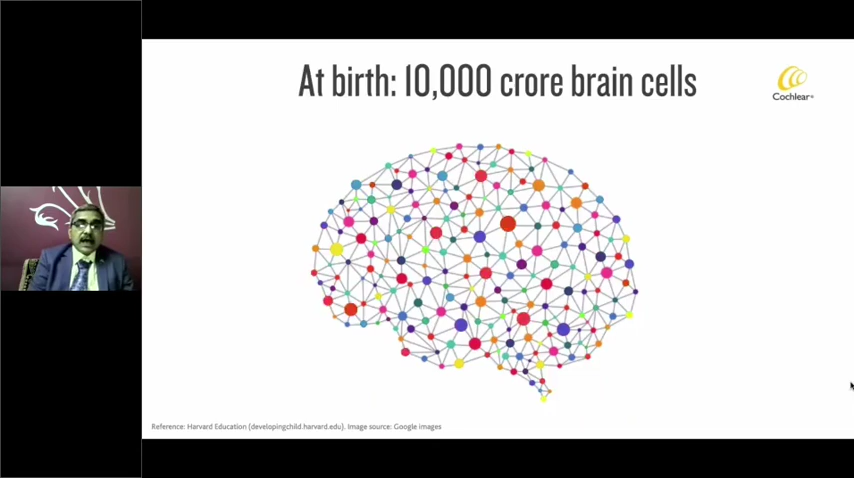 At birth: 10,000 crore brain cells
Cochlear®
Reference: Harvard Education (developingchild.harvard.edu). Image source: Google images